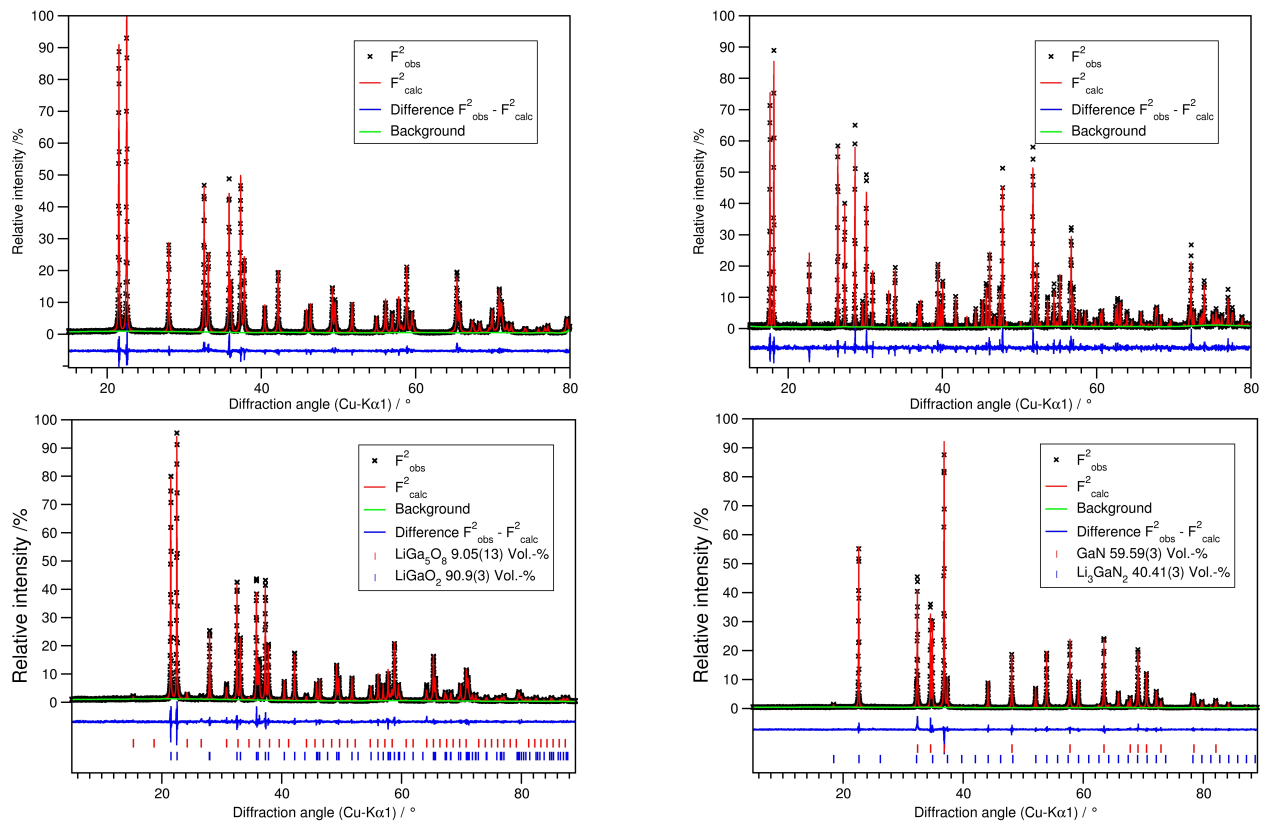 100
90
80
70
60
50
40
30
20
10
0
Relative intensity /%
F²obs
F²calc
Difference F²obs - F²calc
Background
20 40 60 80
Diffraction angle (Cu-Kα1) / °
100
90
80
70
60
50
40
30
20
10
0
Relative intensity /%
F²obs
F²calc
Difference F²obs - F²calc
Background
20 40 60 80
Diffraction angle (Cu-Kα1) / °
100
90
80
70
60
50
40
30
20
10
0
Relative intensity /%
F²obs
F²calc
Background
Difference F²obs - F²calc
LiGa₅O₈ 9.05(13) Vol.-%
LiGaO₂ 90.9(3) Vol.-%
20 40 60 80
Diffraction angle (Cu-Kα1) / °
100
90
80
70
60
50
40
30
20
10
0
Relative intensity /%
F²obs
F²calc
Background
Difference F²obs - F²calc
GaN 59.59(3) Vol.-%
Li₃GaN₂ 40.41(3) Vol.-%
20 40 60 80
Diffraction angle (Cu-Kα1) / °